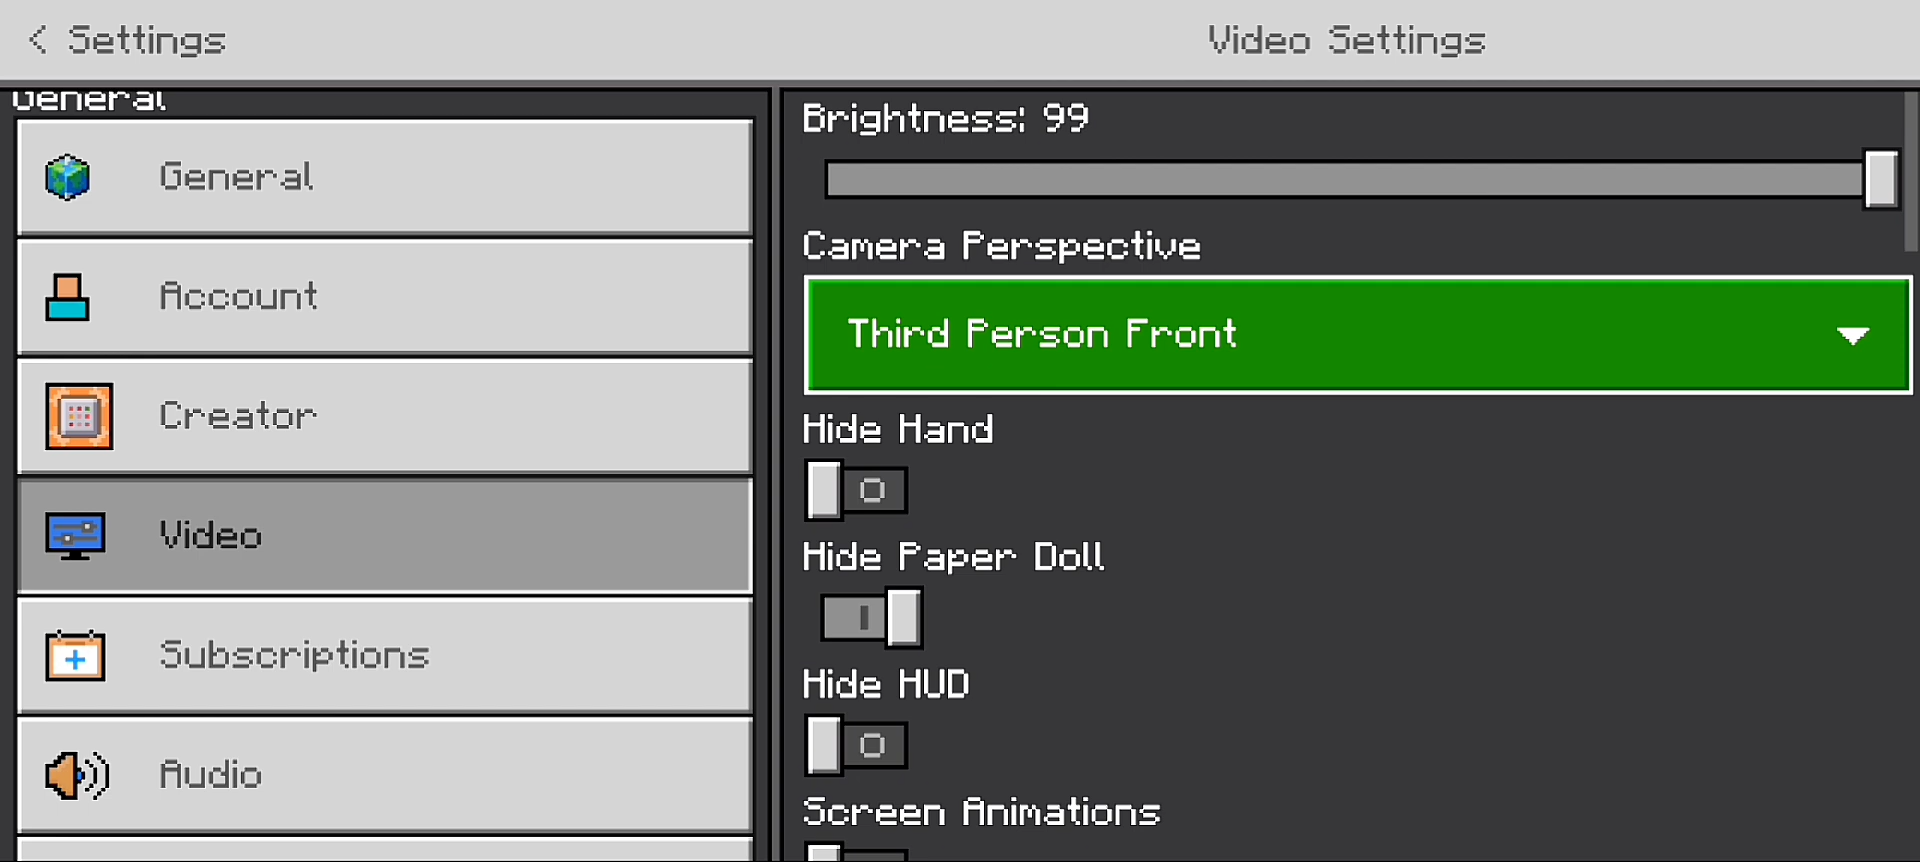 < Settings
Video Settings
General
General
Account
Creator
Video
Subscriptions
Audio
Brightness: 99
Camera Perspective
Third Person Front
Hide Hand
Hide Paper Doll
Hide HUD
Screen Animations